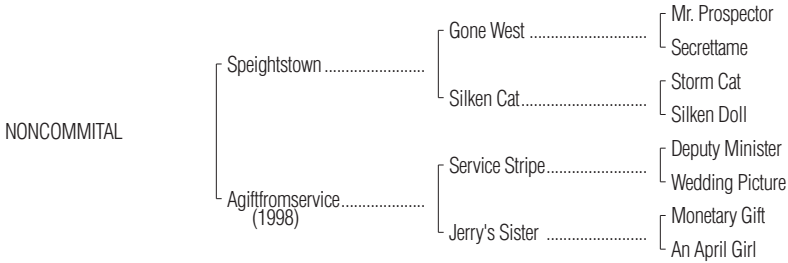 Mr. Prospector
Gone West ............................
Secrettame
Speightstown ........................
Storm Cat
Silken Cat..............................
Silken Doll
NONCOMMITAL
Deputy Minister
Service Stripe........................
Wedding Picture
Agiftfromservice....................
(1998)
Monetary Gift
Jerry's Sister ........................
An April Girl